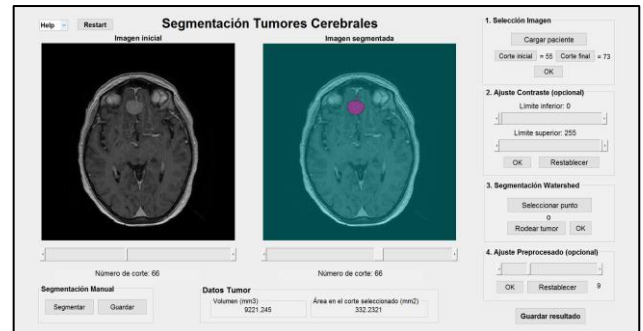 Help
Restart
Segmentación Tumores Cerebrales
Imagen inicial
Imagen segmentada
Número de corte: 66
Número de corte: 66
Segmentación Manual
Segmentar
Guardar
Datos Tumor
Volumen (mm3)
9221.245
Área en el corte seleccionado (mm2)
332.2321
1. Selección Imagen
Cargar paciente
Corte inicial = 55 Corte final = 73
OK
2. Ajuste Contraste (opcional)
Límite inferior: 0
Límite superior: 255
OK
Restablecer
3. Segmentación Watershed
Seleccionar punto
o
Rodear tumor
OK
4. Ajuste Preprocesado (opcional)
OK
Restablecer
9
Guardar resultado